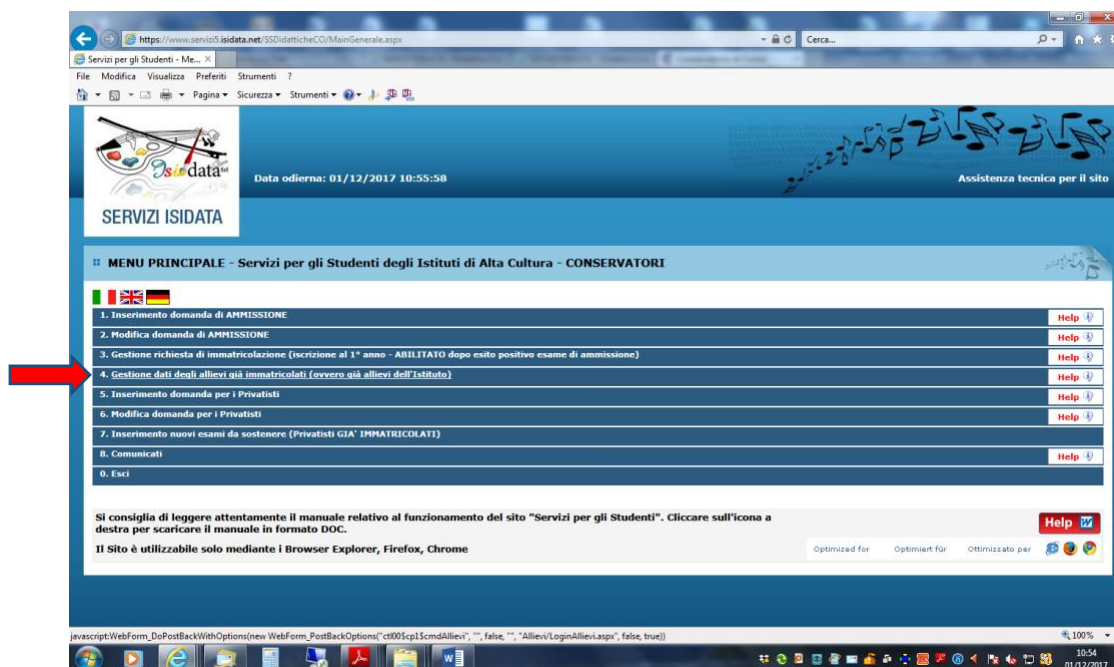 https://www.servizi5.isidata.net/SSDidatticheCO/MainGenerale.aspx
Cerca...
Servizi per gli Studenti - Me...
File Modifica Visualizza Preferiti Strumenti ?
Pagina Sicurezza Strumenti
Isidata srl
Data odierna: 01/12/2017 10:55:58
Assistenza tecnica per il sito
SERVIZI ISIDATA
MENU PRINCIPALE - Servizi per gli Studenti degli Istituti di Alta Cultura - CONSERVATORI
1. Inserimento domanda di AMMISSIONE Help
2. Modifica domanda di AMMISSIONE Help
3. Gestione richiesta di immatricolazione (iscrizione al 1° anno - ABILITATO dopo esito positivo esame di ammissione) Help
4. Gestione dati degli allievi già immatricolati (ovvero già allievi dell'Istituto) Help
5. Inserimento domanda per i Privatisti Help
6. Modifica domanda per i Privatisti Help
7. Inserimento nuovi esami da sostenere (Privatisti GIA' IMMATRICOLATI)
8. Comunicati Help
0. Esci
Si consiglia di leggere attentamente il manuale relativo al funzionamento del sito "Servizi per gli Studenti". Cliccare sull'icona a
destra per scaricare il manuale in formato DOC.
Help
Il Sito è utilizzabile solo mediante i Browser Explorer, Firefox, Chrome
Optimized for Optimiert für Ottimizzato per
javascript:WebForm_DoPostBackWithOptions(new WebForm_PostBackOptions("ctl00$cp1$cmdAllievi", "", false, "", "Allievi/LoginAllievi.aspx", false, true))
100%
10:54
01/12/201